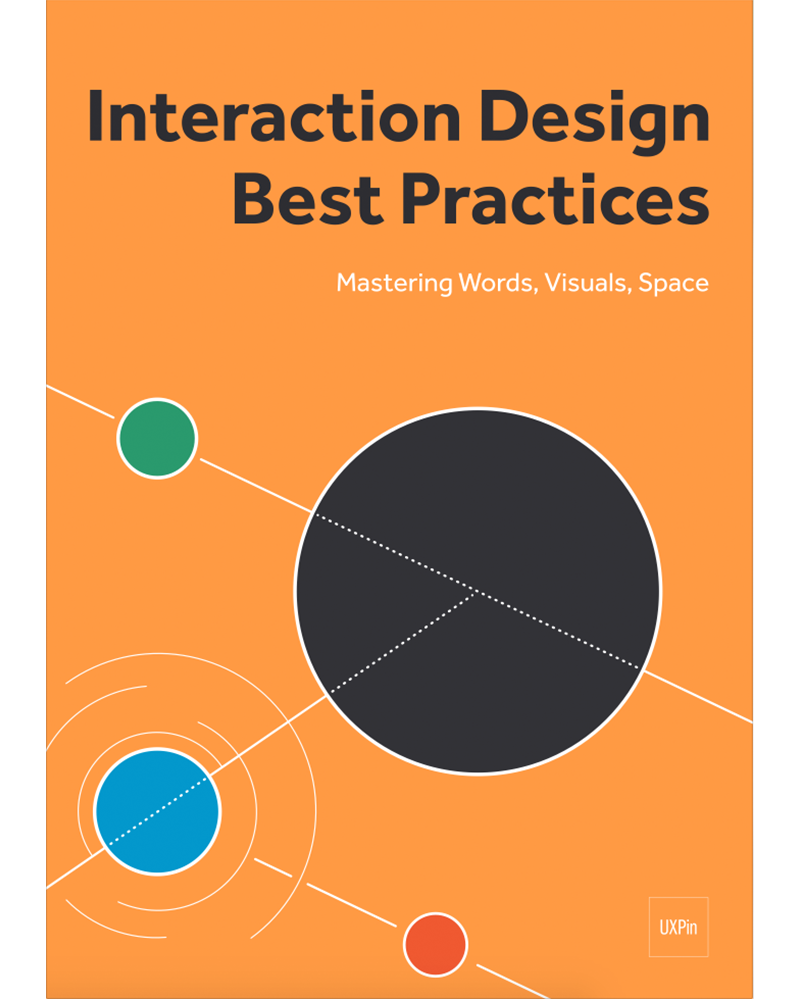 Interaction Design
Best Practices
Mastering Words, Visuals, Space
UXPin